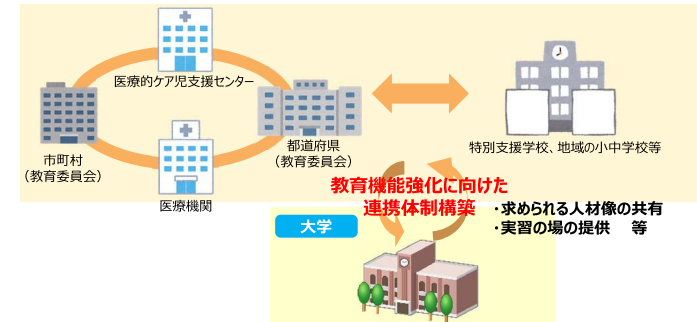 医療的ケア児支援センター
市町村
（教育委員会）
医療機関
都道府県
（教育委員会）
特別支援学校、地域の小中学校等
教育機能強化に向けた
連携体制構築
・求められる人材像の共有
・実習の場の提供　等
大学